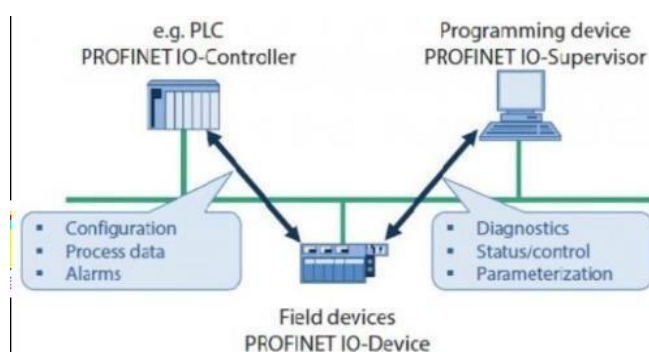 e.g. PLC
PROFINET IO-Controller
Programming device
PROFINET IO-Supervisor
▪ Configuration
▪ Process data
▪ Alarms
▪ Diagnostics
▪ Status/control
▪ Parameterization
Field devices
PROFINET IO-Device